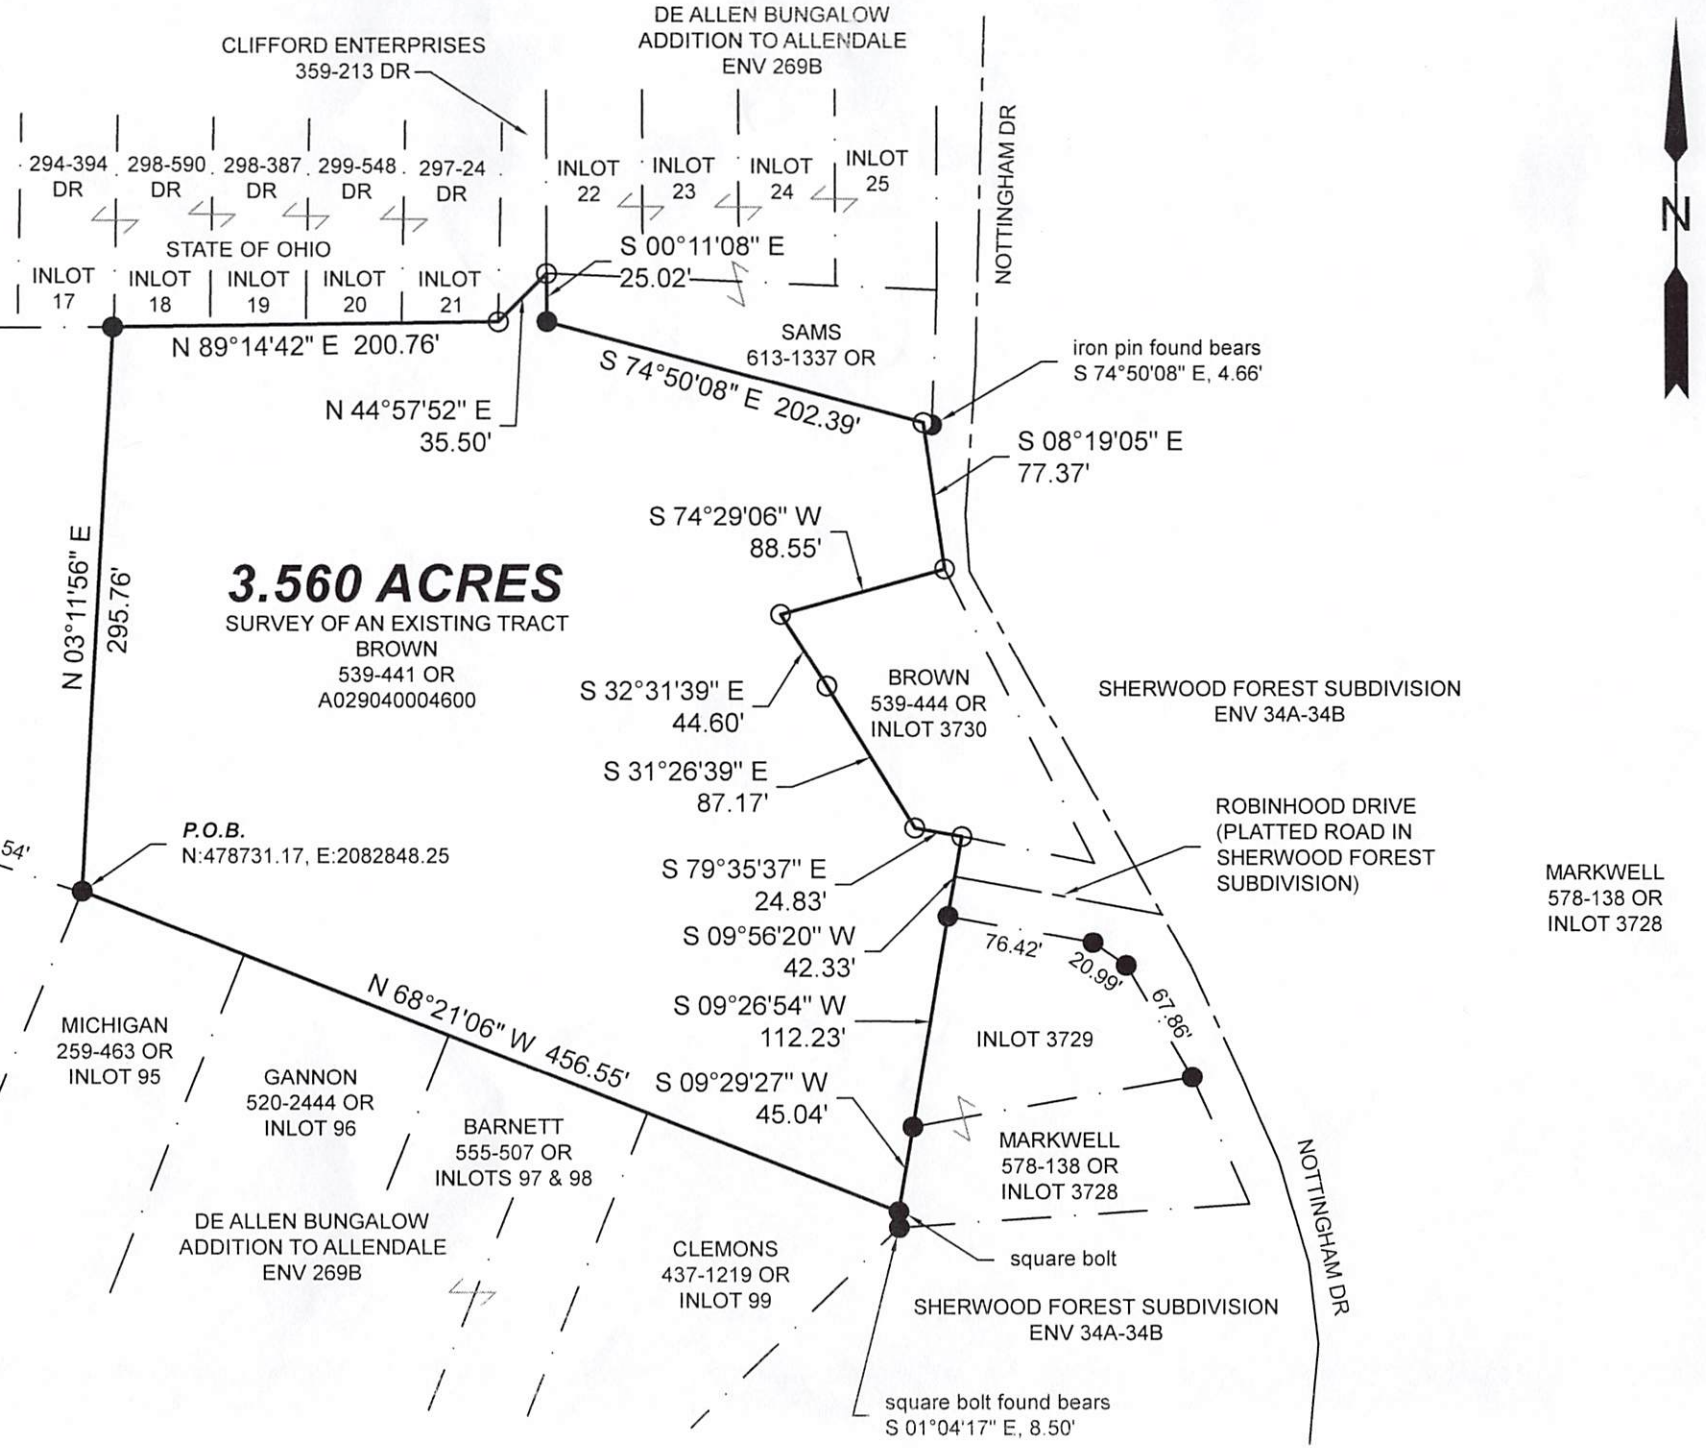 DE ALLEN BUNGALOW
ADDITION TO ALLENDALE
ENV 269B
CLIFFORD ENTERPRISES
359-213 DR
NOTTINGHAM DR
N
294-394
DR
298-590
DR
298-387
DR
299-548
DR
297-24
DR
INLOT
22
INLOT
23
INLOT
24
INLOT
25
STATE OF OHIO
INLOT
17
INLOT
18
INLOT
19
INLOT
20
INLOT
21
S 00°11'08" E
25.02'
N 89°14'42" E 200.76'
N 44°57'52" E
35.50'
SAMS
613-1337 OR
S 74°50'08" E 202.39'
iron pin found bears
S 74°50'08" E, 4.66'
S 08°19'05" E
77.37'
S 74°29'06" W
88.55'
N 03°11'56" E
295.76'
3.560 ACRES
SURVEY OF AN EXISTING TRACT
BROWN
539-441 OR
A029040004600
S 32°31'39" E
44.60'
BROWN
539-444 OR
INLOT 3730
SHERWOOD FOREST SUBDIVISION
ENV 34A-34B
S 31°26'39" E
87.17'
ROBINHOOD DRIVE
(PLATTED ROAD IN
SHERWOOD FOREST
SUBDIVISION)
54'
P.O.B.
N:478731.17, E:2082848.25
S 79°35'37" E
24.83'
MARKWELL
578-138 OR
INLOT 3728
S 09°56'20" W
42.33'
76.42'
20.99'
67.86'
N 68°21'06" W 456.55'
S 09°26'54" W
112.23'
INLOT 3729
MICHIGAN
259-463 OR
INLOT 95
GANNON
520-2444 OR
INLOT 96
S 09°29'27" W
45.04'
BARNETT
555-507 OR
INLOTS 97 & 98
MARKWELL
578-138 OR
INLOT 3728
NOTTINGHAM DR
DE ALLEN BUNGALOW
ADDITION TO ALLENDALE
ENV 269B
CLEMONS
437-1219 OR
INLOT 99
square bolt
SHERWOOD FOREST SUBDIVISION
ENV 34A-34B
square bolt found bears
S 01°04'17" E, 8.50'